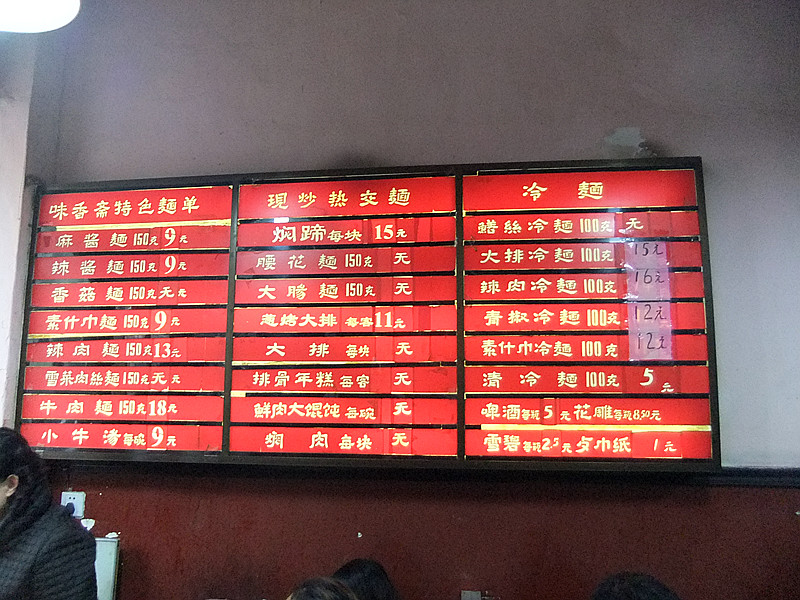 味香斋特色麵单
麻酱麵150克9元
辣酱麵150克9元
香菇麵150克无元
素什巾麵150克9元
辣肉麵150克13元
雪菜肉絲麵150克无元
牛肉麵150克18元
小牛汤每碗9元
現炒热交麵
焖蹄每块15元
腰花麵150克无
大腸麵150克无
葱烤大排每客11元
大排每块无
排骨年糕每客无
鲜肉大馄饨每碗无
焖肉每块无
冷麵
鳝絲冷麵100克无
大排冷麵100克15元
辣肉冷麵100克16元
青椒冷麵100克12元
素什巾冷麵100克12元
清冷麵100克5元
啤酒每瓶5元花雕每瓶8.50元
雪碧每瓶2.5元 巾纸1元